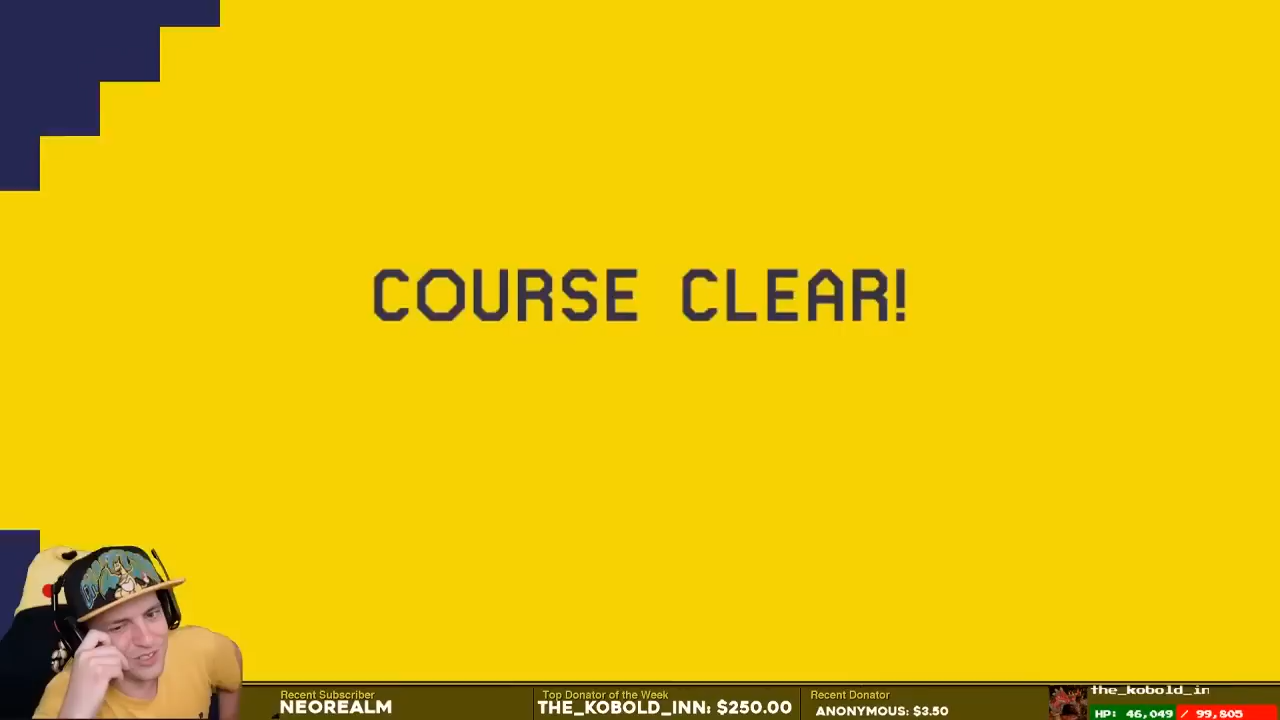 COURSE CLEAR!
Recent Subscriber
NEOREALM
Top Donator of the Week
THE_KOBOLD_INN: $250.00
Recent Donator
ANONYMOUS: $3.50
the_kobold_in
HP: 46,049 / 99,805